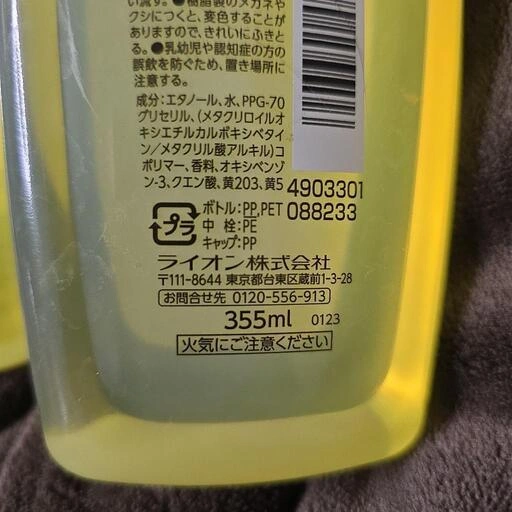 い流す。●樹脂製のメガネや
クシにつくと、変色することが
ありますので、きれいにふきと
る。●乳幼児や認知症の方の
誤飲を防ぐため、置き場所に
注意する。
成分:エタノール、水、PPG-70
グリセリル、(メタクリロイルオ
キシエチルカルボキシベタイ
ン/メタクリル酸アルキル)コ
ポリマー、香料、オキシベンゾ
ン-3、クエン酸、黄203、黄5
4903301
088233
プラ
ボトル:PP,PET
中 栓:PE
キャップ:PP
ライオン株式会社
〒111-8644 東京都台東区蔵前1-3-28
お問合せ先 0120-556-913
355ml 0123
火気にご注意ください